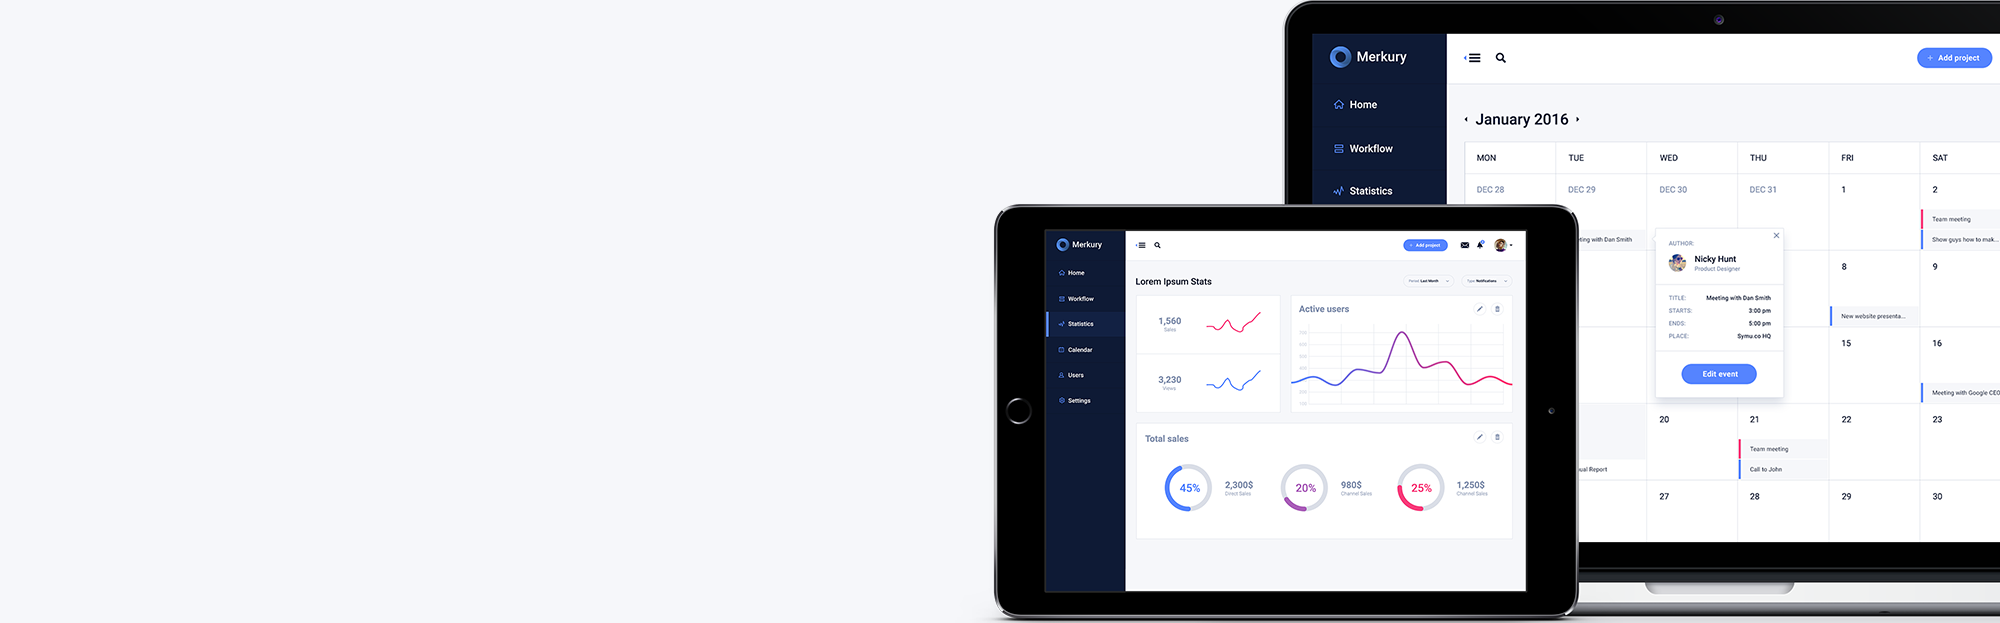 Merkury
Add project
Home
Workflow
Statistics
January 2016
MON TUE WED THU FRI SAT
DEC 28 DEC 29 DEC 30 DEC 31 1 2
Team meeting
Show guys how to mak...
ting with Dan Smith
AUTHOR:
Nicky Hunt
Product Designer
TITLE: Meeting with Dan Smith
STARTS: 3:00 pm
ENDS: 5:00 pm
PLACE: Symu.co HQ
Edit event
8 9
New website presenta...
15 16
Meeting with Google CEO
20 21 22 23
Team meeting
Call to John
ual Report
27 28 29 30
Merkury
Home
Workflow
Statistics
Calendar
Users
Settings
Add project
Lorem Ipsum Stats
Period: Last Month
Type: Notifications
1,560
Sales
3,230
Views
Active users
Total sales
45% 2,300$
Direct Sales
20% 980$
Channel Sales
25% 1,250$
Channel Sales